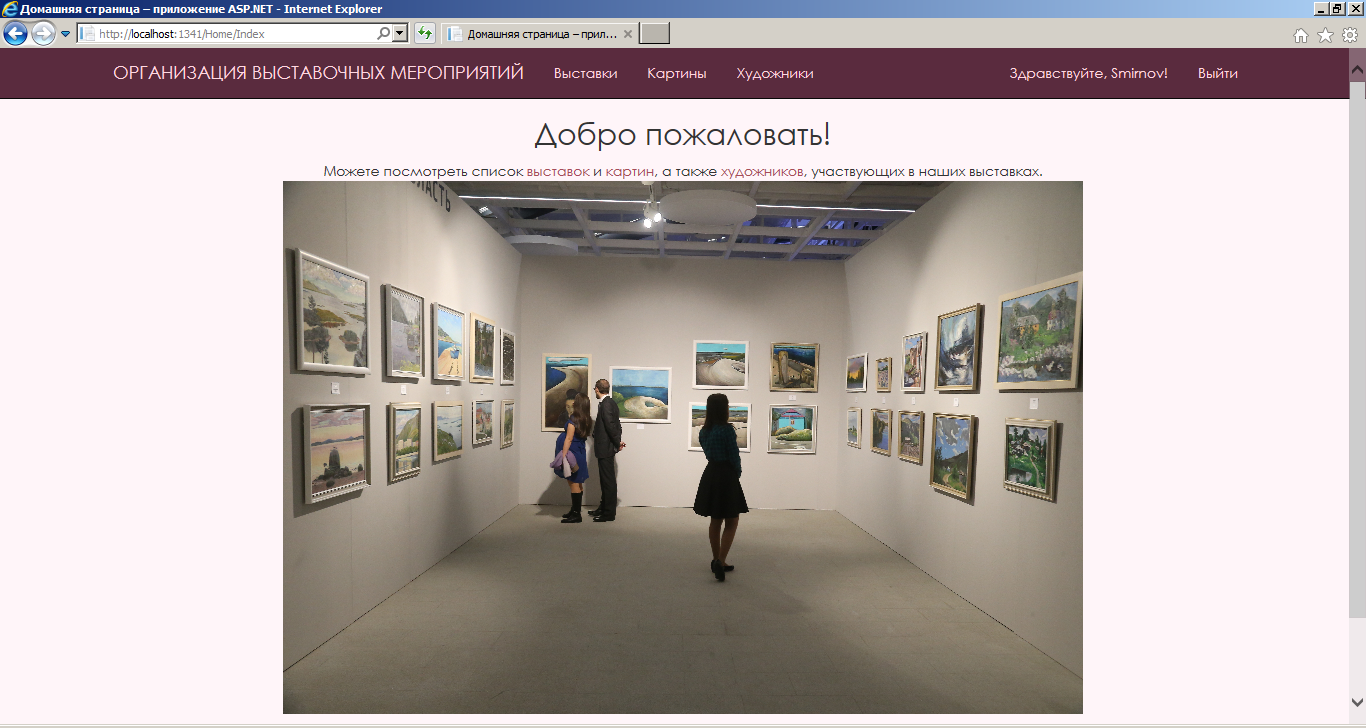 Домашняя страница – приложение ASP.NET - Internet Explorer
http://localhost:1341/Home/Index
Домашняя страница – прил...
ОРГАНИЗАЦИЯ ВЫСТАВОЧНЫХ МЕРОПРИЯТИЙ Выставки Картины Художники Здравствуйте, Smirnov! Выйти
Добро пожаловать!
Можете посмотреть список выставок и картин, а также художников, участвующих в наших выставках.
ЛАСТЬ